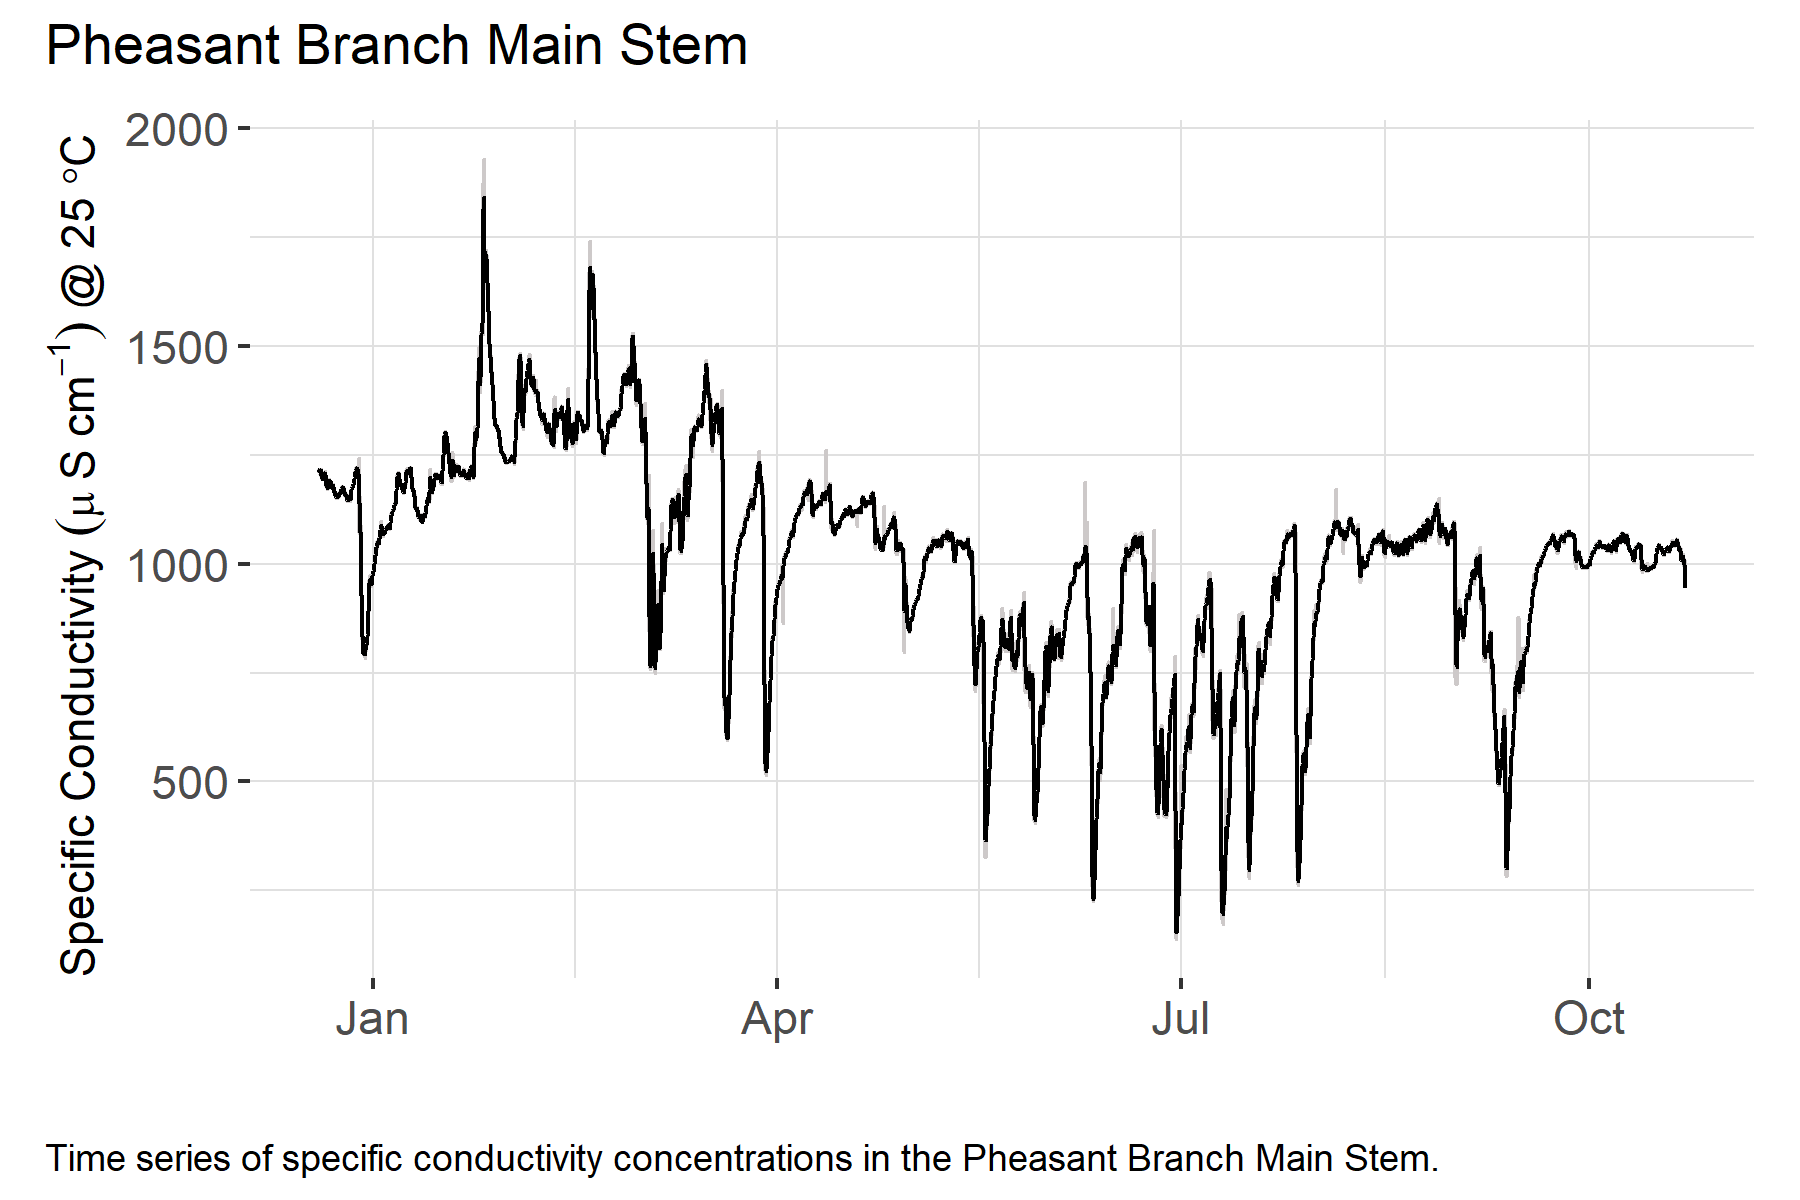 Pheasant Branch Main Stem
Specific Conductivity (μ S cm⁻¹) @ 25 °C
2000
1500
1000
500
Jan Apr Jul Oct
Time series of specific conductivity concentrations in the Pheasant Branch Main Stem.